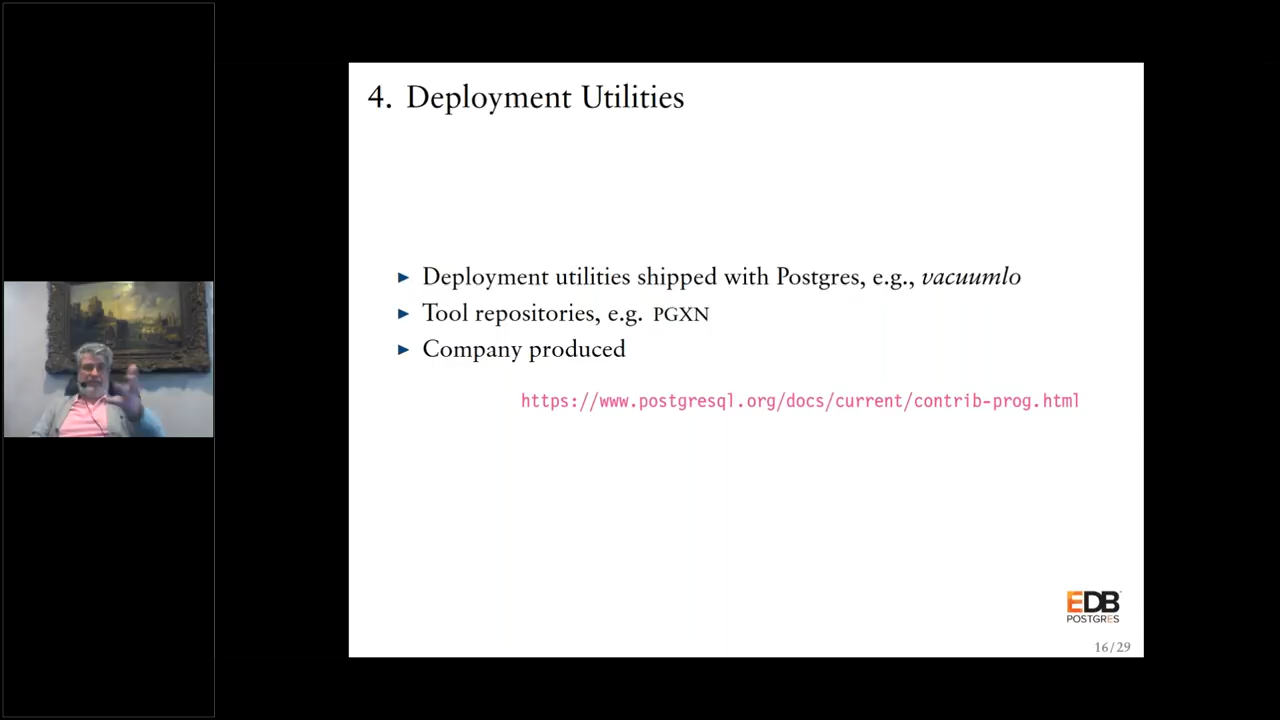 4. Deployment Utilities
▶ Deployment utilities shipped with Postgres, e.g., vacuumlo
▶ Tool repositories, e.g. PGXN
▶ Company produced
https://www.postgresql.org/docs/current/contrib-prog.html
EDB
POSTGRES
16/29